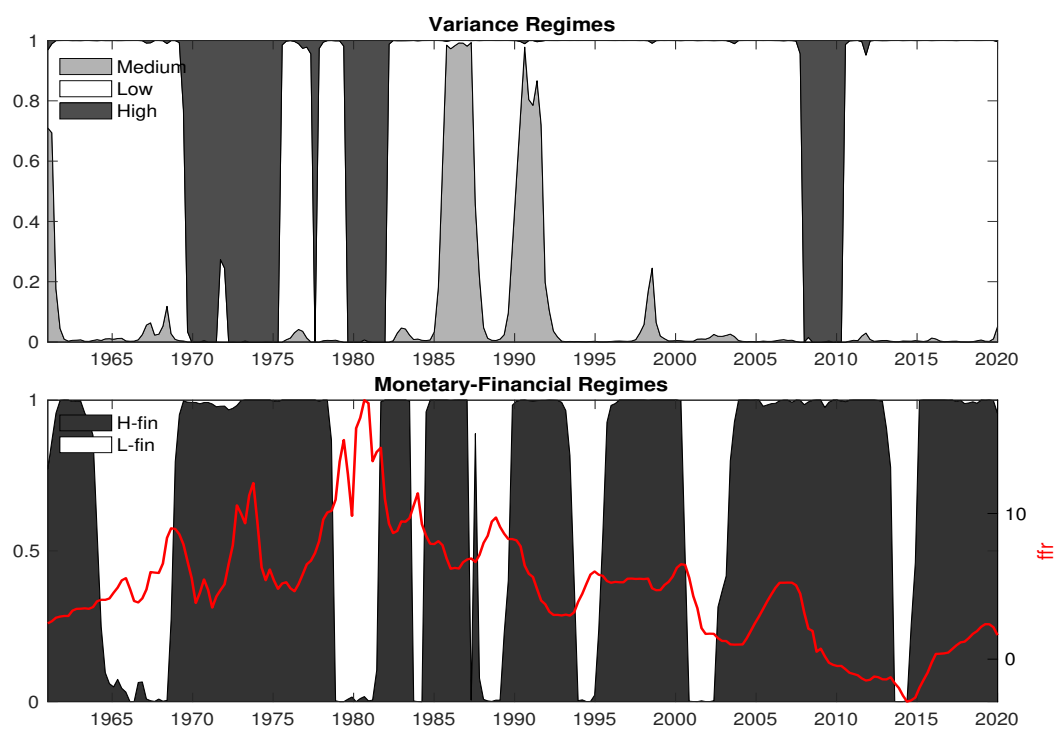 Variance Regimes
1
Medium
Low
High
0.8
0.6
0.4
0.2
0
1965 1970 1975 1980 1985 1990 1995 2000 2005 2010 2015 2020
Monetary-Financial Regimes
1
H-fin
L-fin
10
0.5
ffr
0
0
1965 1970 1975 1980 1985 1990 1995 2000 2005 2010 2015 2020